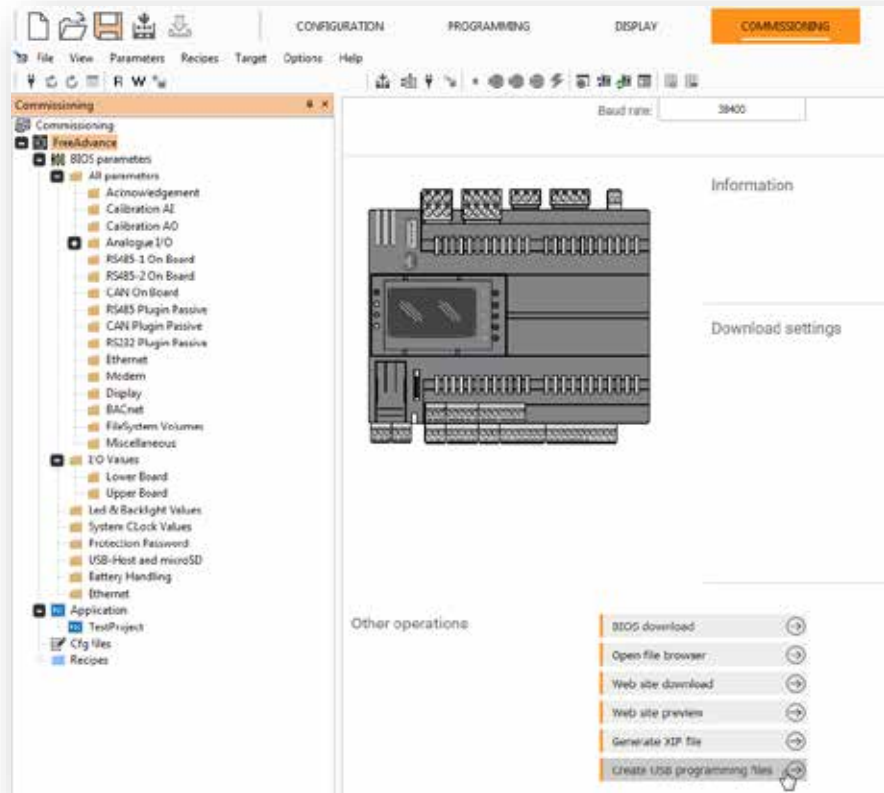 CONFIGURATION PROGRAMMING DISPLAY COMMISSIONING
File View Parameters Recipes Target Options Help
R W
Commissioning
Baud rate: 38400
Commissioning
FreeAdvance
BIOS parameters
All parameters
Acknowledgement
Calibration AI
Calibration AO
Analogue I/O
RS485-1 On Board
RS485-2 On Board
CAN On Board
RS485 Plugin Passive
CAN Plugin Passive
RS232 Plugin Passive
Ethernet
Modem
Display
BACnet
FileSystem Volumes
Miscellaneous
I/O Values
Lower Board
Upper Board
Led & Backlight Values
System CLock Values
Protection Password
USB-Host and microSD
Battery Handling
Ethernet
Application
TestProject
Cfg files
Recipes
Information
Download settings
Other operations
BIOS download
Open file browser
Web site download
Web site preview
Generate XIF file
Create USB programming files